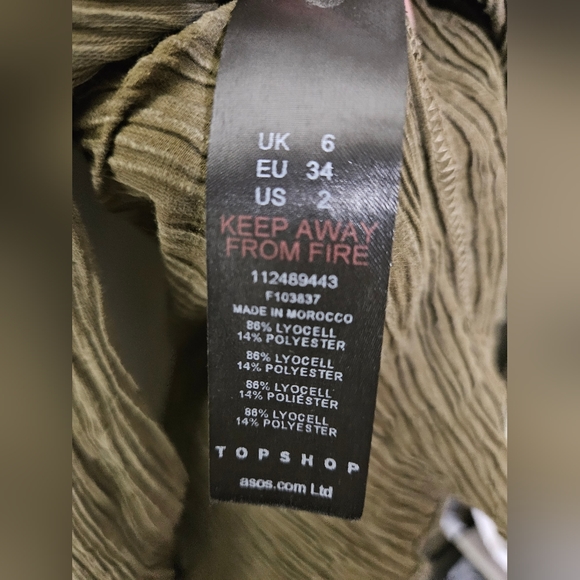 UK 6
EU 34
US 2
KEEP AWAY
FROM FIRE
112489443
F103837
MADE IN MOROCCO
86% LYOCELL
14% POLYESTER
86% LYOCELL
14% POLYESTER
86% LYOCELL
14% POLIÉSTER
86% LYOCELL
14% POLYESTER
TOPSHOP
asos.com Ltd